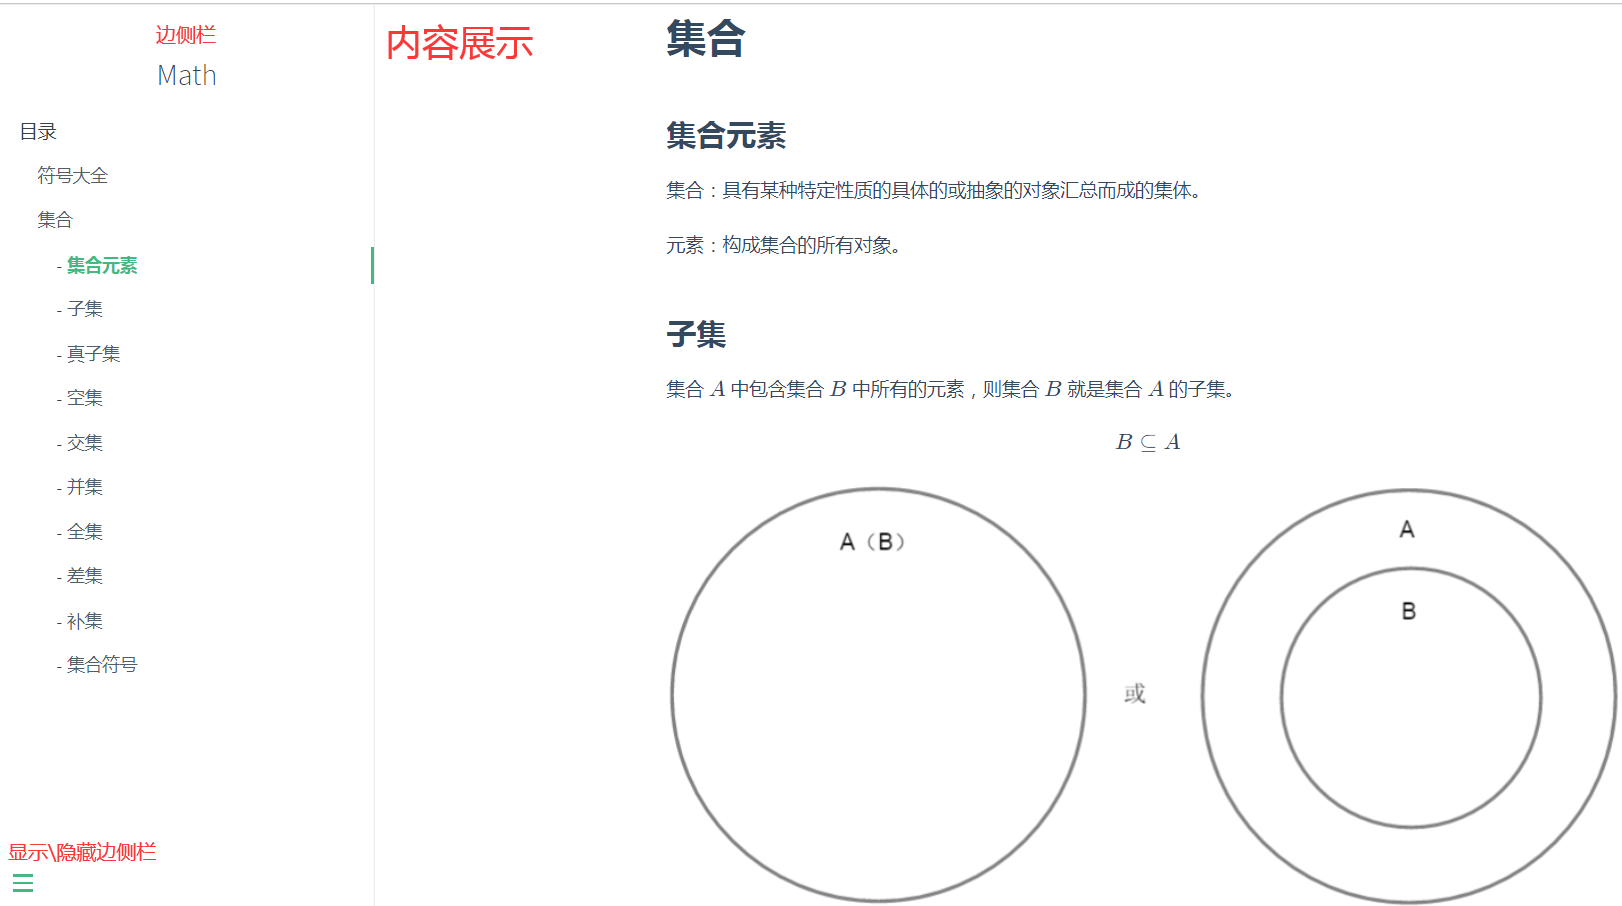 边侧栏
Math
目录
符号大全
集合
- 集合元素
- 子集
- 真子集
- 空集
- 交集
- 并集
- 全集
- 差集
- 补集
- 集合符号
显示\隐藏边侧栏
内容展示
集合
集合元素
集合：具有某种特定性质的具体的或抽象的对象汇总而成的集体。
元素：构成集合的所有对象。
子集
集合 A 中包含集合 B 中所有的元素，则集合 B 就是集合 A 的子集。
B ⊆ A
A（B）
或
A
B